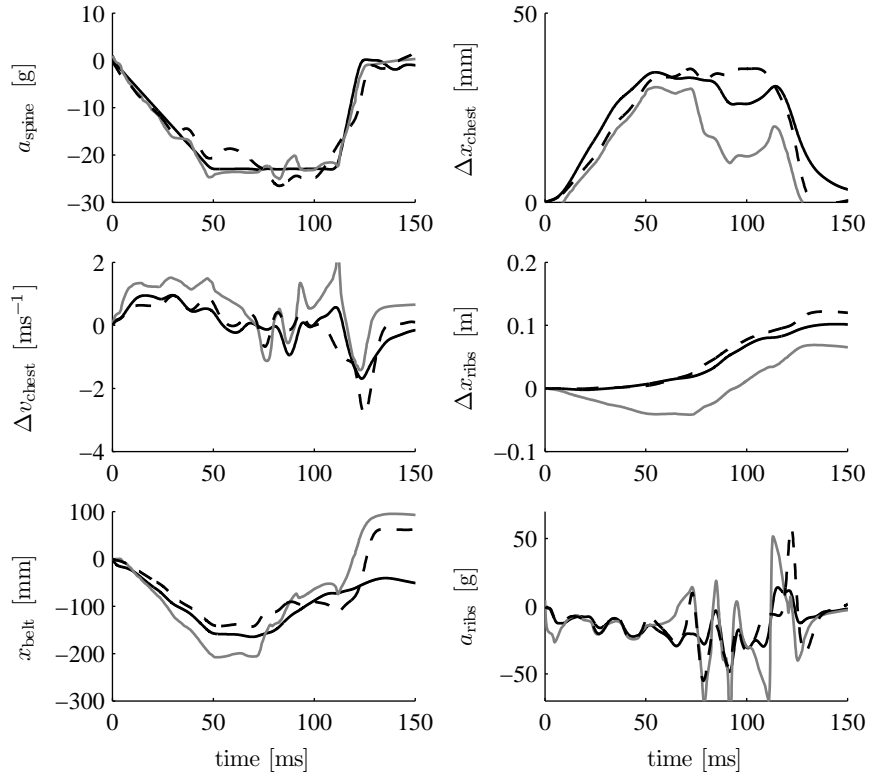 10
0
−10
−20
−30
a_spine [g]
0 50 100 150
50
0
Δx_chest [mm]
0 50 100 150
2
0
−2
−4
Δv_chest [ms⁻¹]
0 50 100 150
0.2
0.1
0
−0.1
Δx_ribs [m]
0 50 100 150
100
0
−100
−200
−300
x_belt [mm]
0 50 100 150
time [ms]
50
0
−50
a_ribs [g]
0 50 100 150
time [ms]